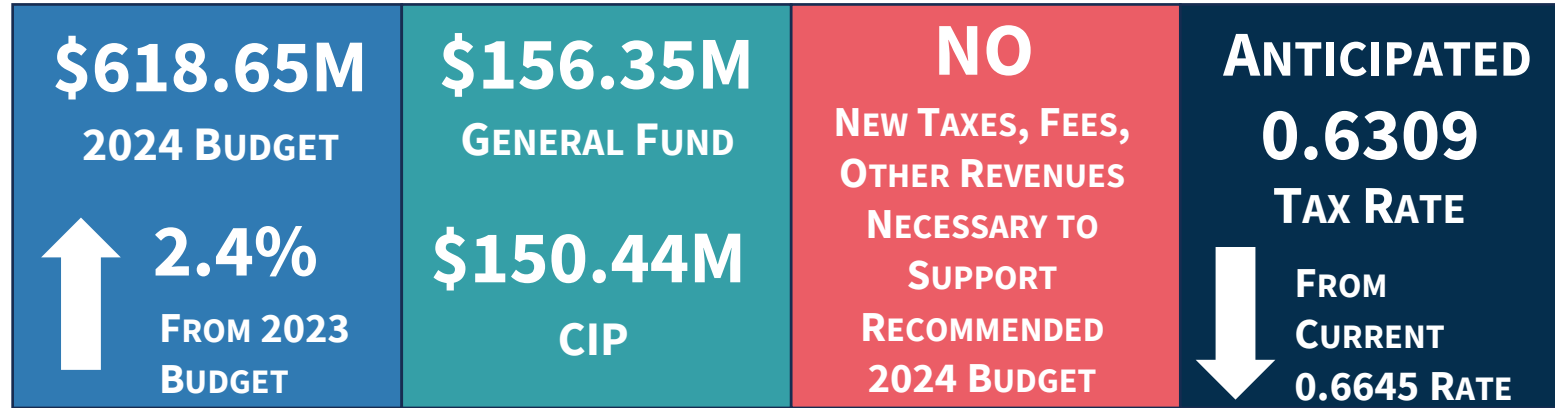 $618.65M
2024 Budget
2.4%
From 2023
Budget
$156.35M
General Fund
$150.44M
CIP
NO
New Taxes, Fees,
Other Revenues
Necessary to
Support
Recommended
2024 Budget
Anticipated
0.6309
Tax Rate
From
Current
0.6645 Rate